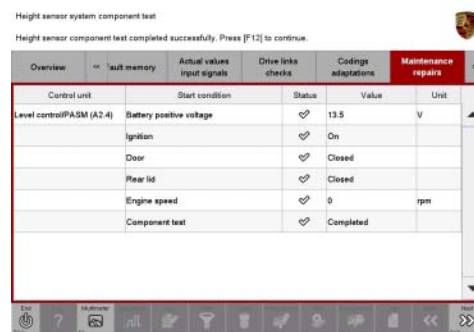 Height sensor system component test
Height sensor component test completed successfully. Press [F12] to continue.
Overview << ault memory Actual values input signals Drive links checks Codings adaptations Maintenance repairs
Control unit Start condition Status Value Unit
Level control/PASM (A2.4) Battery positive voltage 13.5 V
Ignition On
Door Closed
Rear lid Closed
Engine speed 0 rpm
Component test Completed
Multimeter
? << >>